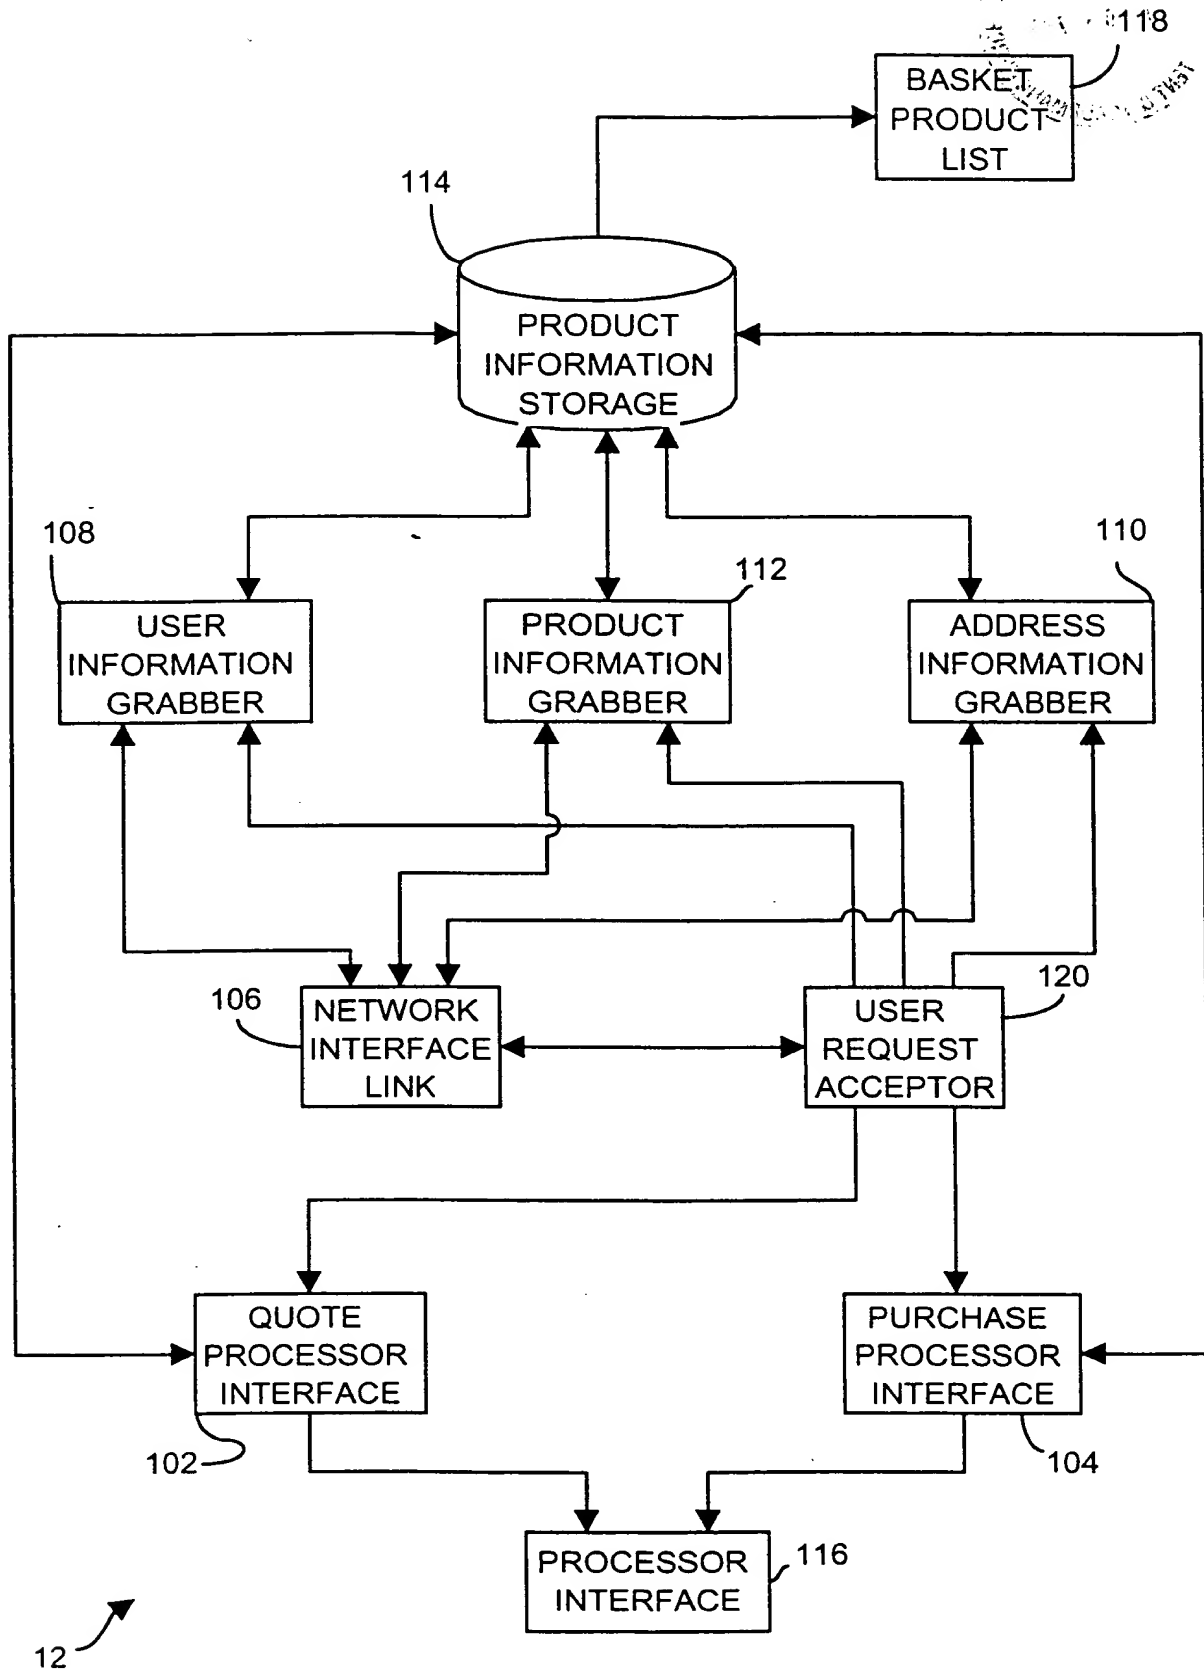 118
BASKET
PRODUCT
LIST
114
PRODUCT
INFORMATION
STORAGE
108
USER
INFORMATION
GRABBER
112
PRODUCT
INFORMATION
GRABBER
110
ADDRESS
INFORMATION
GRABBER
106
NETWORK
INTERFACE
LINK
120
USER
REQUEST
ACCEPTOR
QUOTE
PROCESSOR
INTERFACE
102
PURCHASE
PROCESSOR
INTERFACE
104
PROCESSOR
INTERFACE
116
12